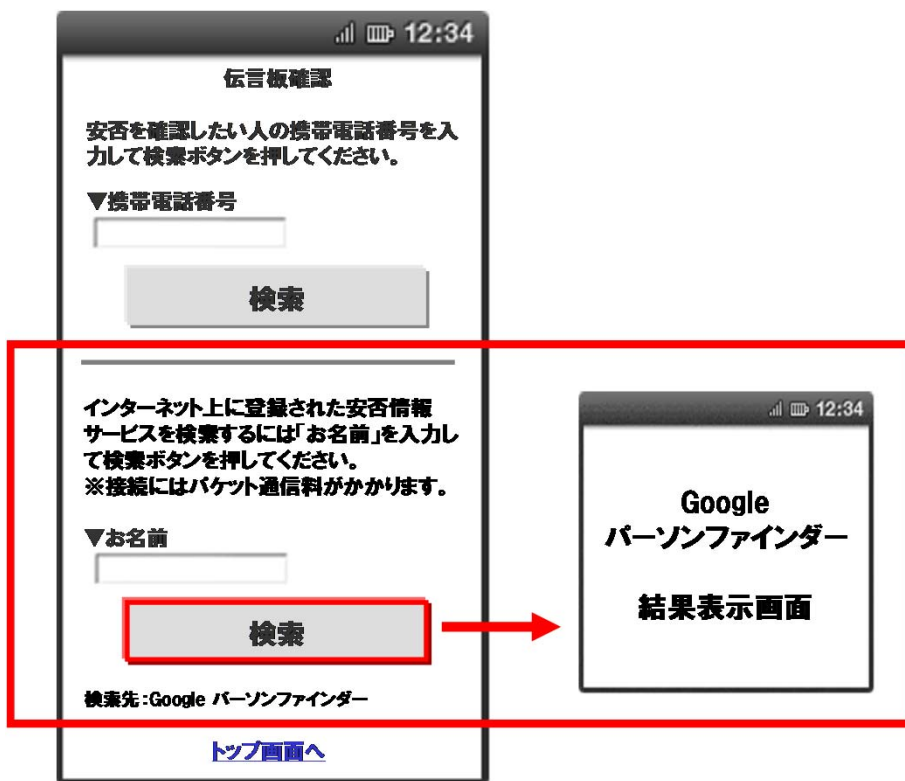 12:34
伝言板確認
安否を確認したい人の携帯電話番号を入
力して検索ボタンを押してください。
▼携帯電話番号
検索
インターネット上に登録された安否情報
サービスを検索するには「お名前」を入力し
て検索ボタンを押してください。
※接続にはパケット通信料がかかります。
▼お名前
検索
検索先:Google パーソンファインダー
トップ画面へ
12:34
Google
パーソンファインダー
結果表示画面